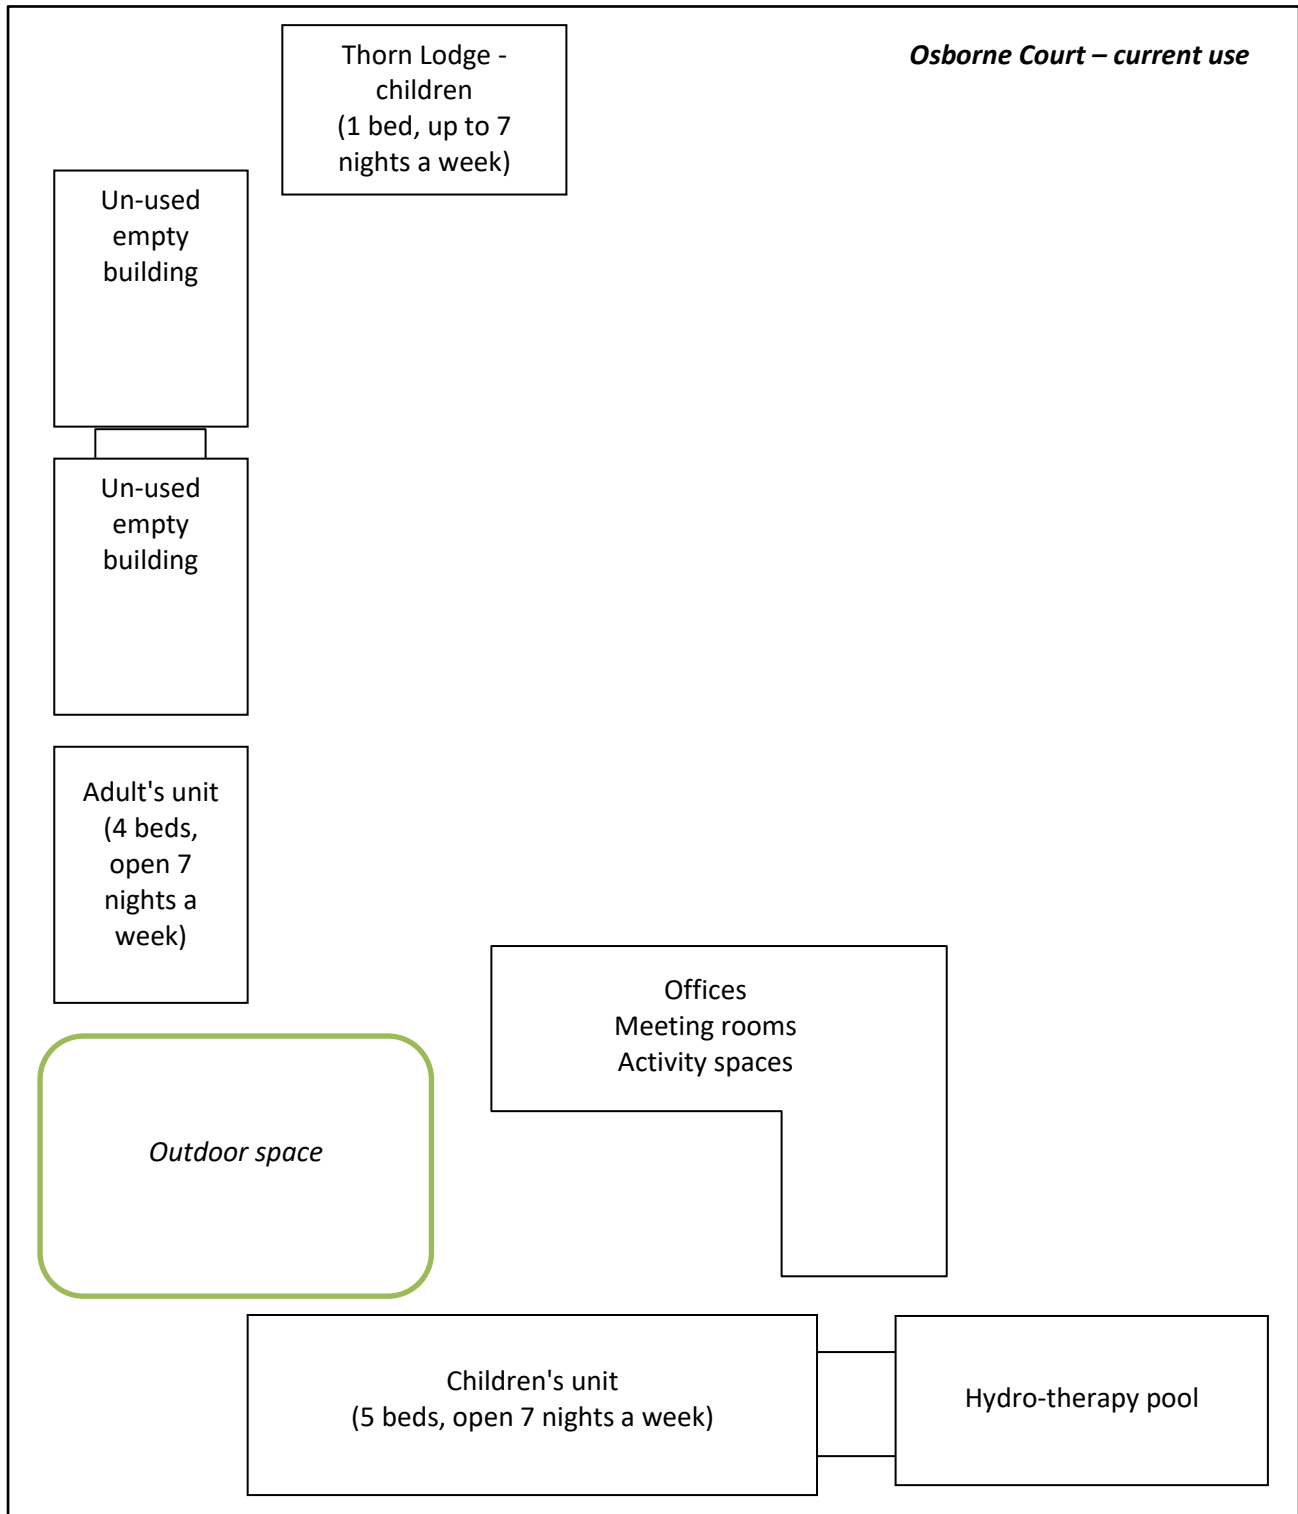 Osborne Court – current use
Thorn Lodge -
children
(1 bed, up to 7
nights a week)
Un-used
empty
building
Un-used
empty
building
Adult's unit
(4 beds,
open 7
nights a
week)
Offices
Meeting rooms
Activity spaces
Outdoor space
Children's unit
(5 beds, open 7 nights a week)
Hydro-therapy pool